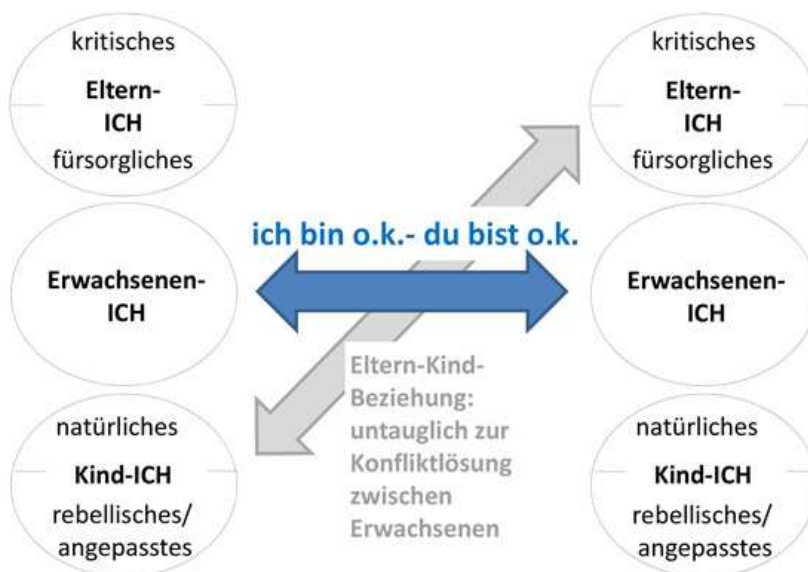 kritisches
Eltern-
ICH
fürsorgliches
kritisches
Eltern-
ICH
fürsorgliches
ich bin o.k.- du bist o.k.
Erwachsenen-
ICH
Erwachsenen-
ICH
Eltern-Kind-
Beziehung:
untauglich zur
Konfliktlösung
zwischen
Erwachsenen
natürliches
Kind-ICH
rebellisches/
angepasstes
natürliches
Kind-ICH
rebellisches/
angepasstes